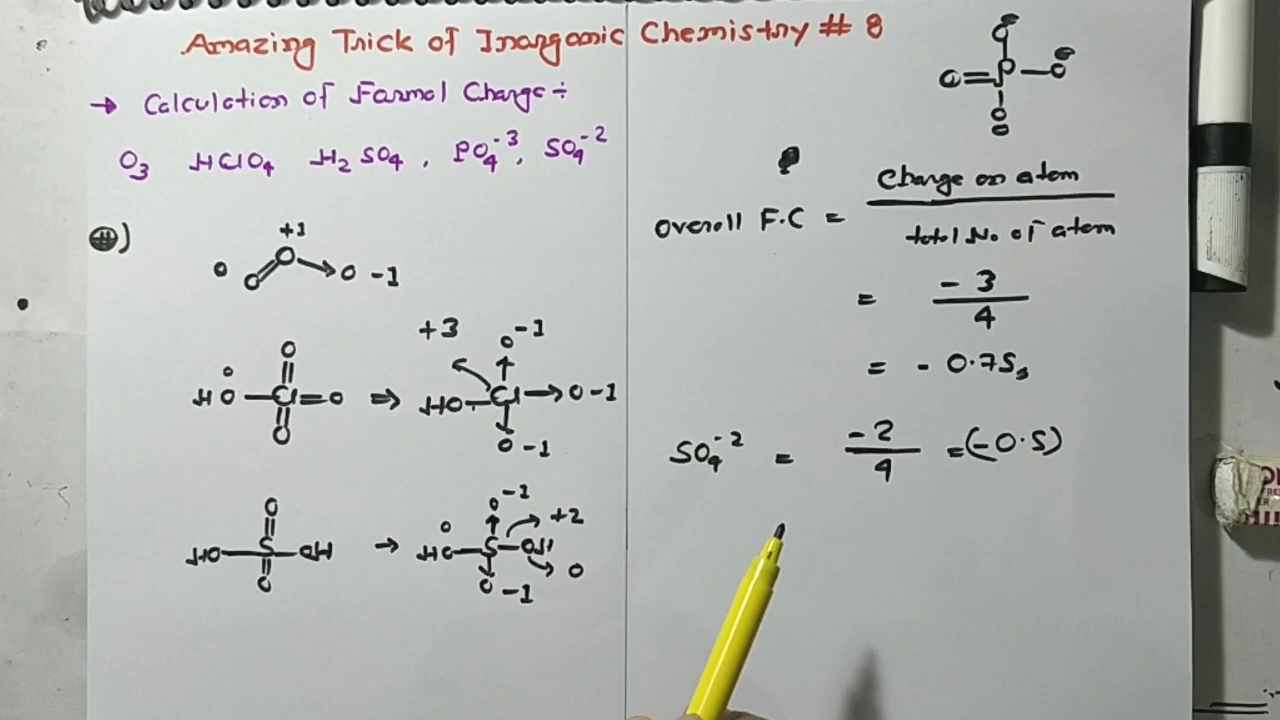 Amazing Trick of Inorganic Chemistry # 8
→ Calculation of Farmal Charge ÷
O3 HClO4 H2SO4, PO4-3, SO4-2
#)
+1
O O O -1
+3 O -1
O O
HO Cl O ⇒ HO Cl O -1
O O -1
O O -1 +2
HO S OH → HO S OH
O O -1 O
O
O=P-O
O
Overall F.C = Charge on atom
total No. of atom
= -3
4
= -0.75,
SO4-2 = -2 =(-0.5)
4